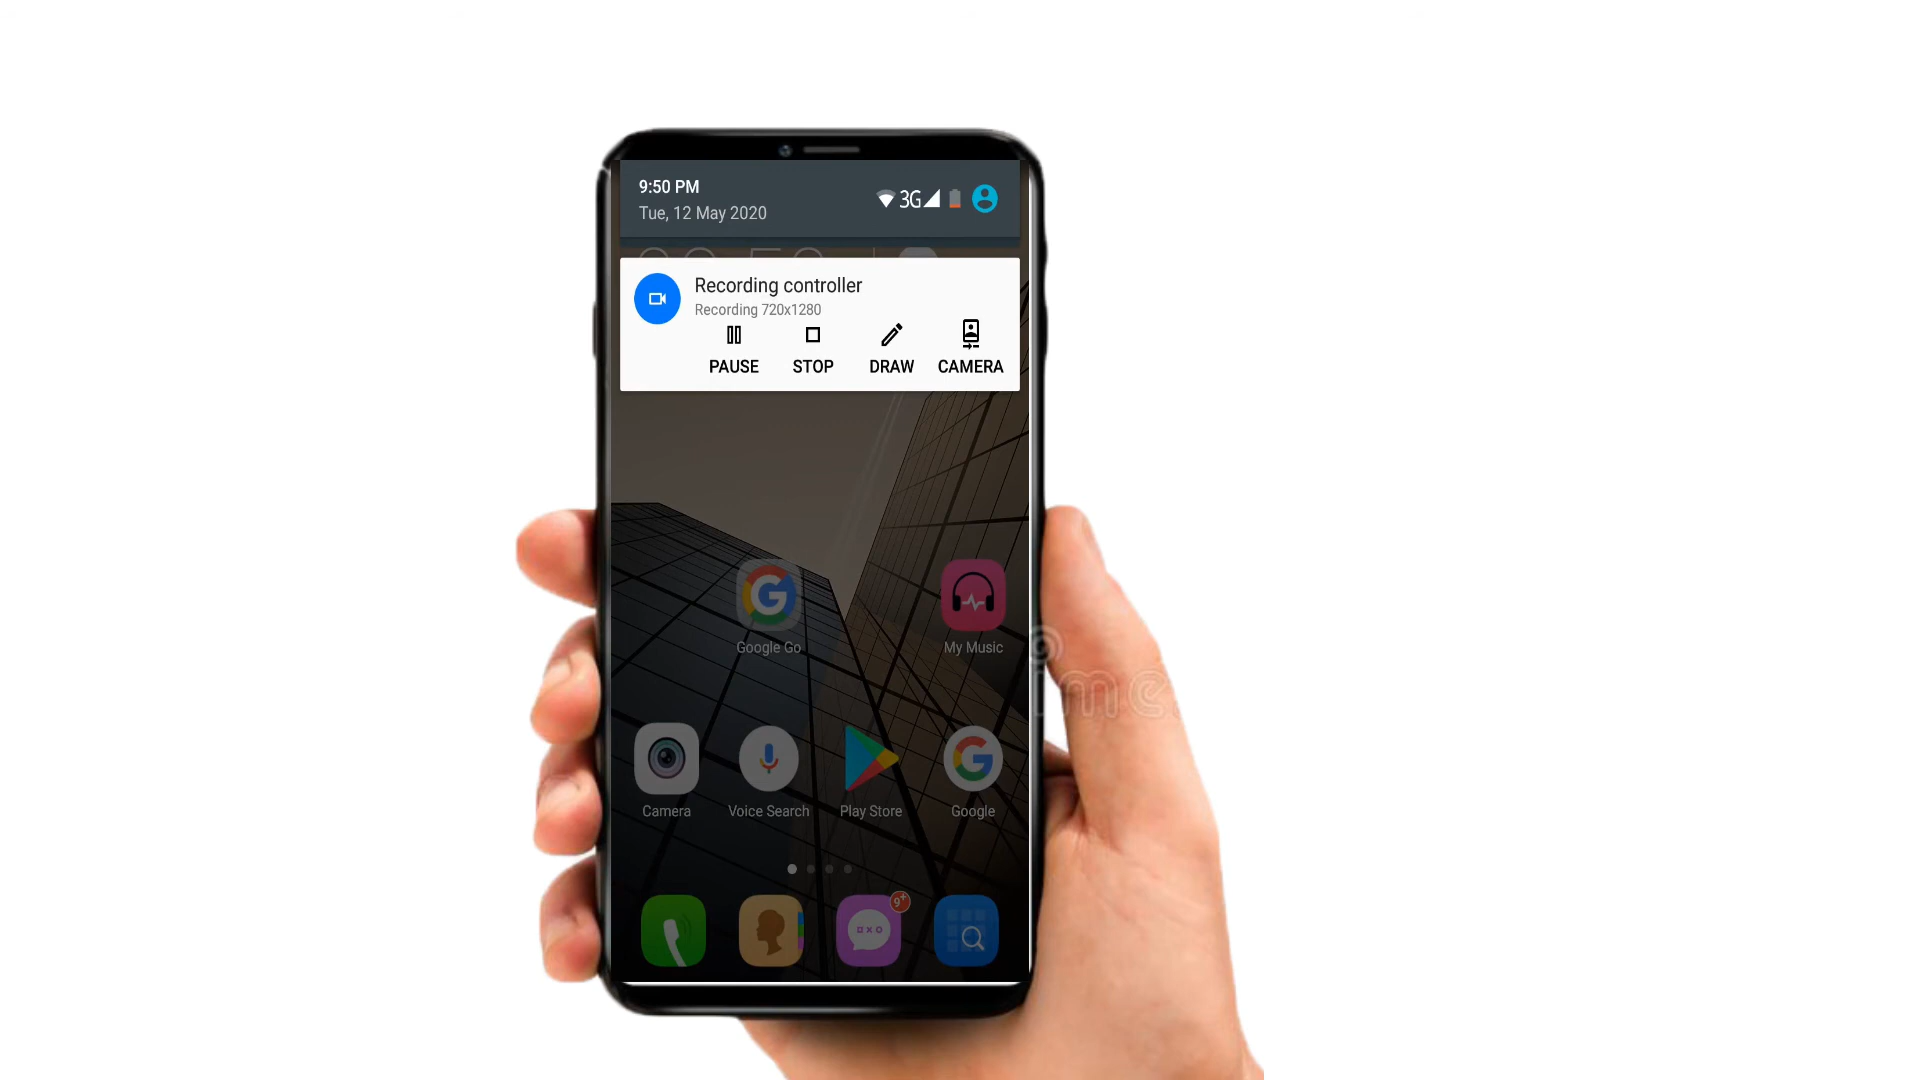 9:50 PM
3G
Tue, 12 May 2020
Recording controller
Recording 720x1280
PAUSE STOP DRAW CAMERA
Google Go My Music
Camera Voice Search Play Store Google
9+